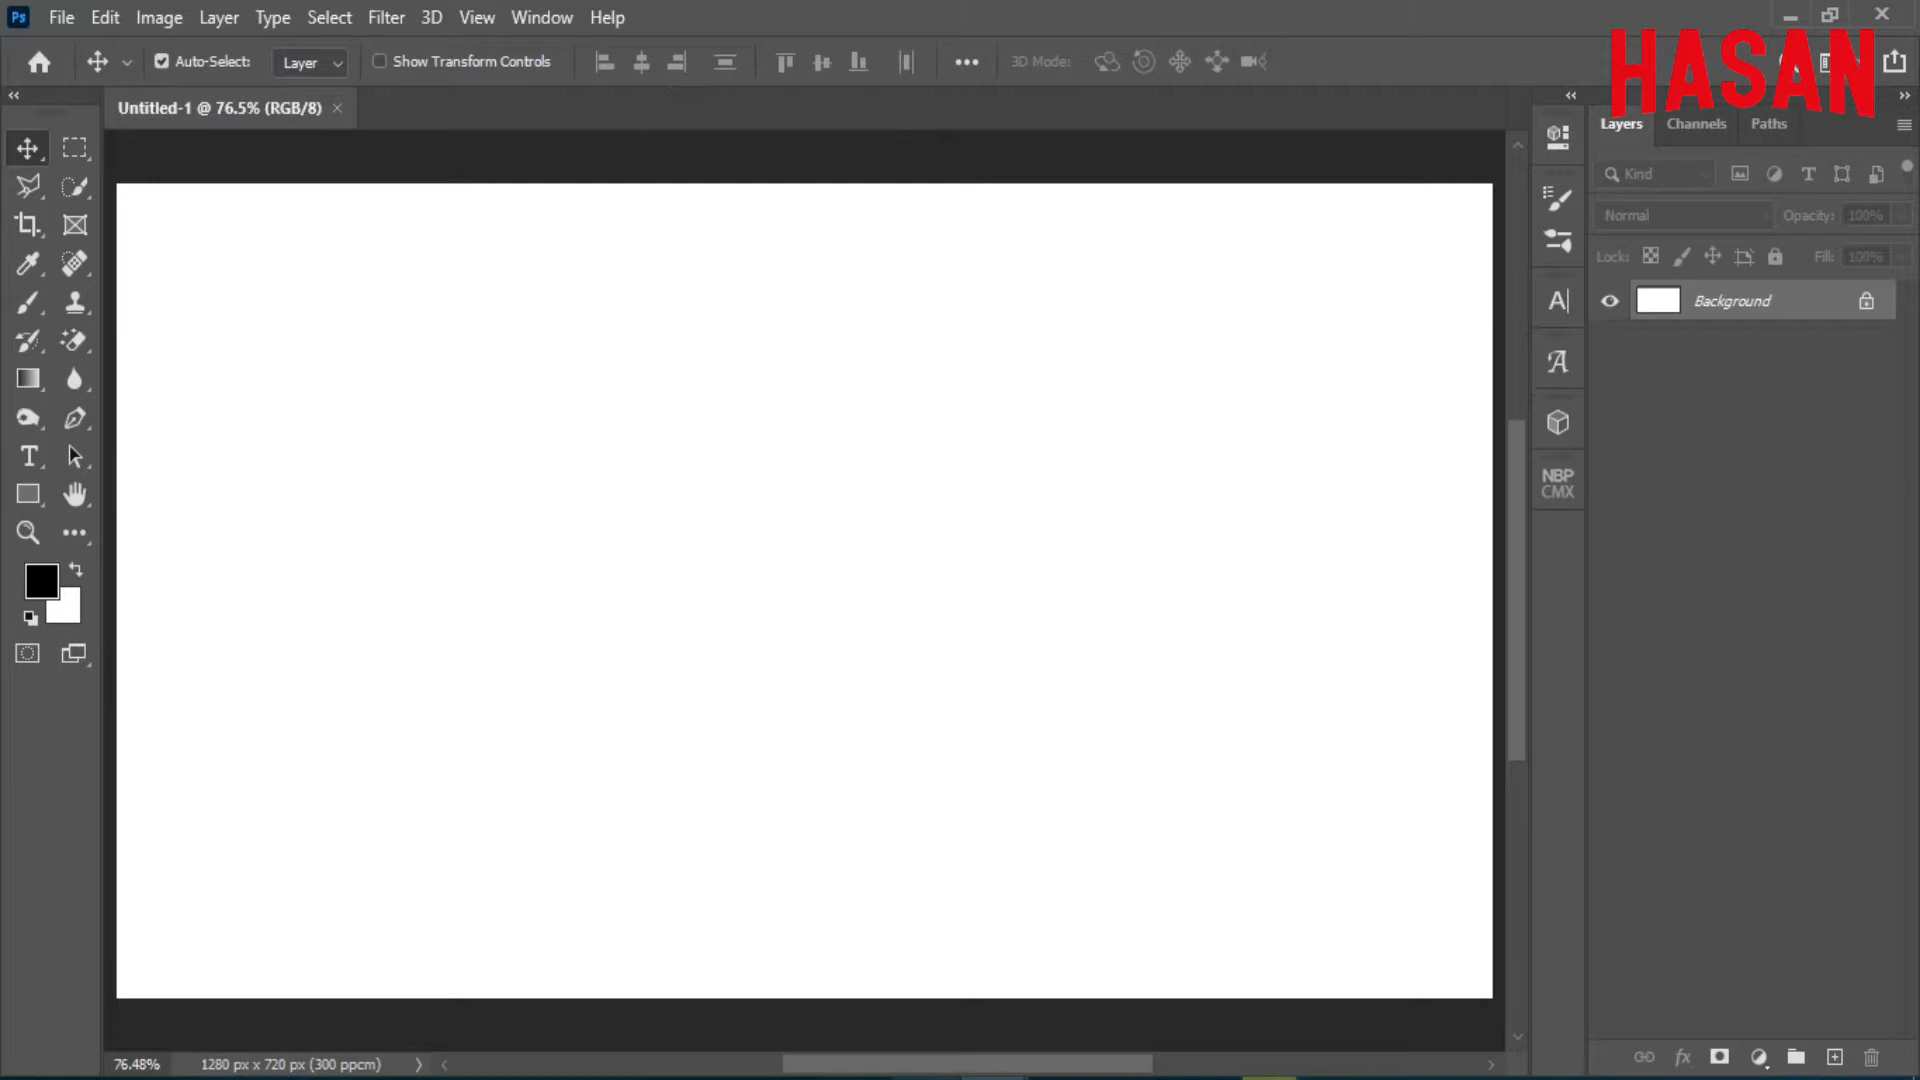 Ps File Edit Image Layer Type Select Filter 3D View Window Help
Auto-Select: Layer Show Transform Controls 3D Mode:
HASAN
Untitled-1 @ 76.5% (RGB/8)
Layers Channels Paths
Kind
Normal Opacity: 100%
Lock: Fill: 100%
Background
NBP
CMX
76.48% 1280 px x 720 px (300 ppcm)